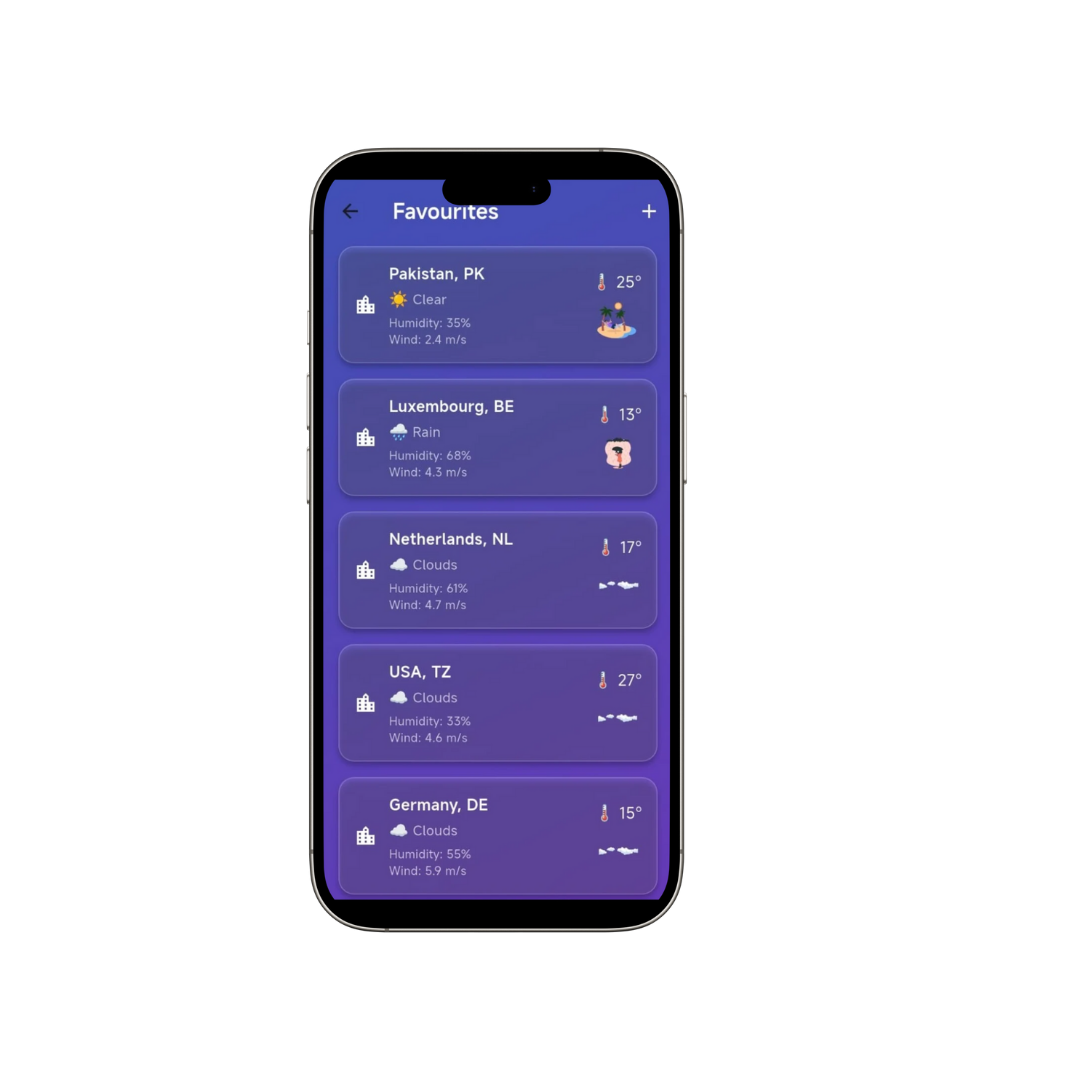 Favourites
Pakistan, PK
Clear
Humidity: 35%
Wind: 2.4 m/s
25°
Luxembourg, BE
Rain
Humidity: 68%
Wind: 4.3 m/s
13°
Netherlands, NL
Clouds
Humidity: 61%
Wind: 4.7 m/s
17°
USA, TZ
Clouds
Humidity: 33%
Wind: 4.6 m/s
27°
Germany, DE
Clouds
Humidity: 55%
Wind: 5.9 m/s
15°